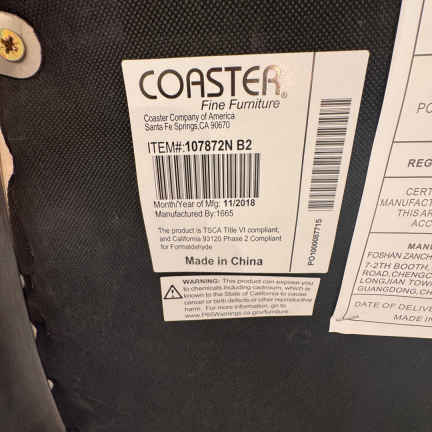 COASTER®
Fine Furniture
Coaster Company of America
Santa Fe Springs,CA 90670
ITEM#:107872N B2
Month/Year of Mfg: 11/2018
Manufactured By:1665
The product is TSCA Title VI compliant,
and California 93120 Phase 2 Compliant
for Formaldehyde
Made in China
PO1000087715
WARNING: This product can expose you
to chemicals including cadmium, which is
known to the State of California to cause
cancer or birth defects or other reproductive
harm. For more information, go to
www.P65Warnings.ca.gov/furniture
PO
REG
CERT
MANUFACT
THIS AR
ACC
MANU
FOSHAN ZANCH
7-2TH BOOTH,
ROAD,CHENGC
LONGJIAN TOW
GUANGDONG,CH
DATE OF DELIVE
MADE IN